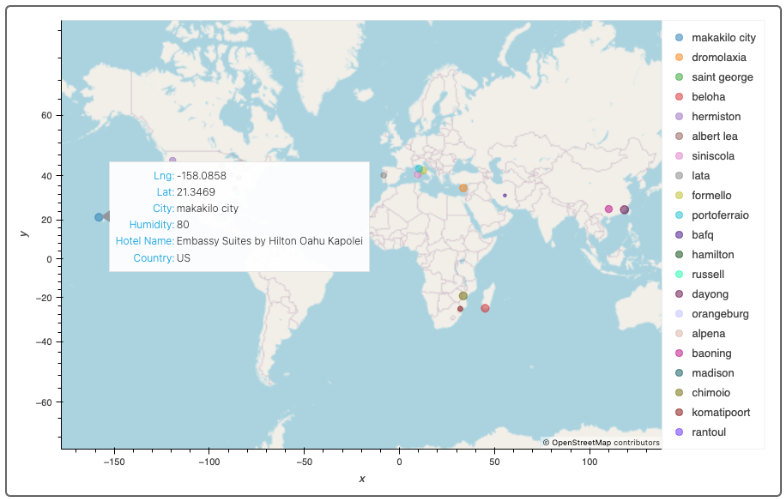 makakilo city
dromolaxia
saint george
beloha
hermiston
albert lea
siniscola
lata
formello
portoferraio
bafq
hamilton
russell
dayong
orangeburg
alpena
baoning
madison
chimoio
komatipoort
rantoul
60
40
20
0
−20
−40
−60
y
Lng: -158.0858
Lat: 21.3469
City: makakilo city
Humidity: 80
Hotel Name: Embassy Suites by Hilton Oahu Kapolei
Country: US
© OpenStreetMap contributors
−150
−100
−50
0
50
100
x